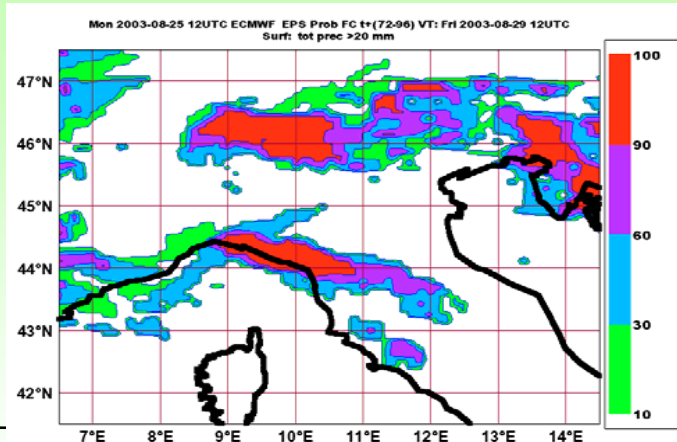 Mon 2003-08-25 12UTC ECMWF EPS Prob FC t+(72-96) VT: Fri 2003-08-29 12UTC
Surf: tot prec >20 mm
100
47°N
46°N
90
45°N
60
44°N
43°N
30
42°N
10
7°E 8°E 9°E 10°E 11°E 12°E 13°E 14°E